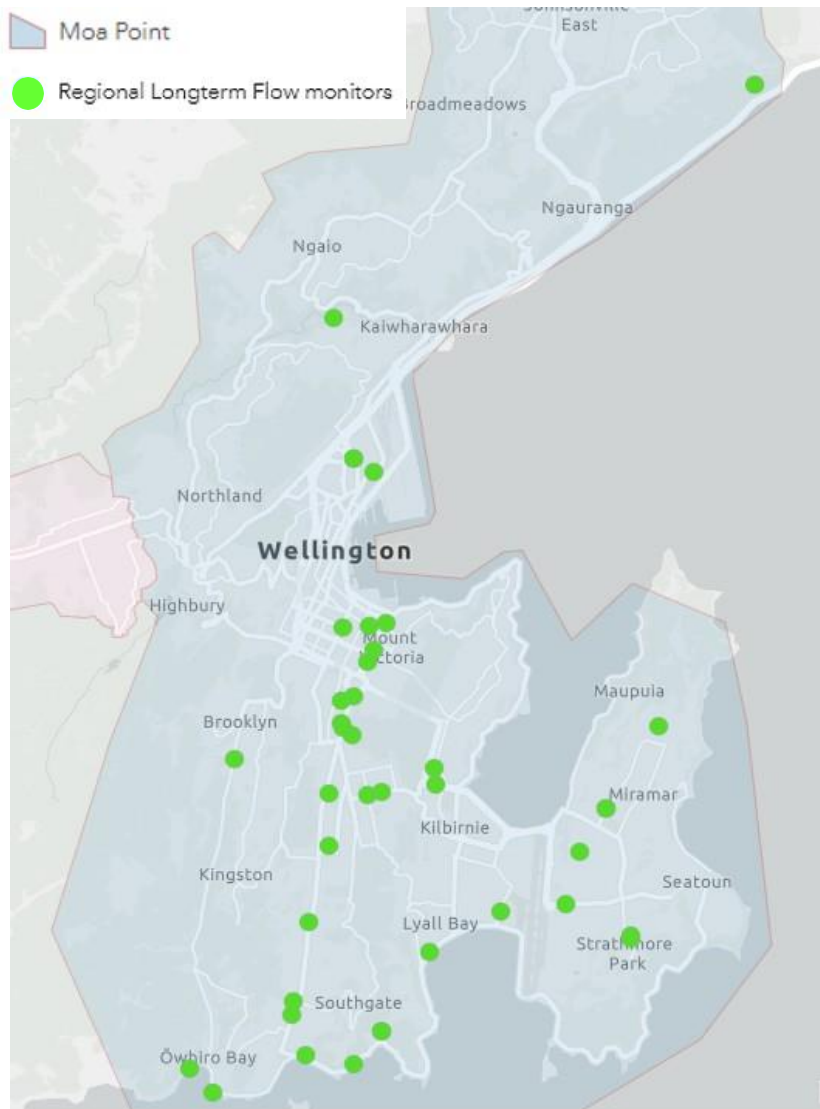 Moa Point
Regional Longterm Flow monitors
East
Broadmeadows
Ngauranga
Ngaio
Kaiwharawhara
Northland
Wellington
Highbury
Mount
Victoria
Maupuia
Brooklyn
Miramar
Kilbirnie
Kingston
Seatoun
Lyall Bay
Strathmore
Park
Southgate
Ōwhiro Bay